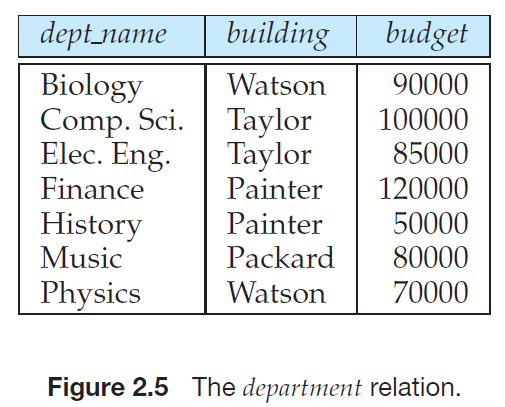 dept_name building budget
Biology Watson 90000
Comp. Sci. Taylor 100000
Elec. Eng. Taylor 85000
Finance Painter 120000
History Painter 50000
Music Packard 80000
Physics Watson 70000
Figure 2.5 The department relation.